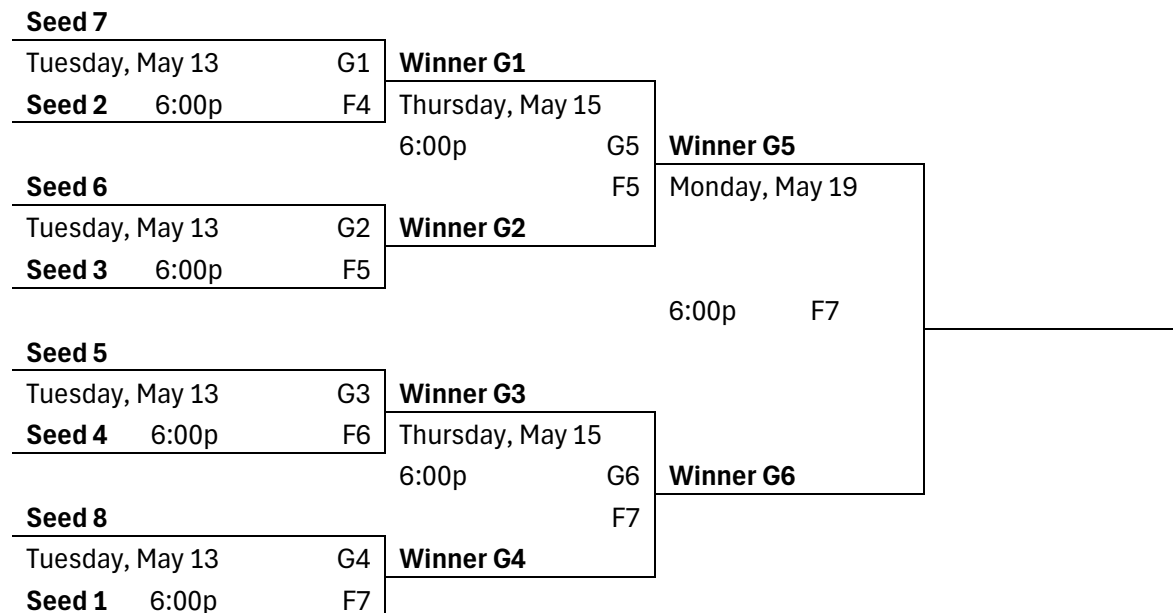 Seed 7
Tuesday, May 13 G1 Winner G1
Seed 2 6:00p F4 Thursday, May 15
6:00p G5 Winner G5
Seed 6 F5 Monday, May 19
Tuesday, May 13 G2 Winner G2
Seed 3 6:00p F5
6:00p F7
Seed 5
Tuesday, May 13 G3 Winner G3
Seed 4 6:00p F6 Thursday, May 15
6:00p G6 Winner G6
Seed 8 F7
Tuesday, May 13 G4 Winner G4
Seed 1 6:00p F7